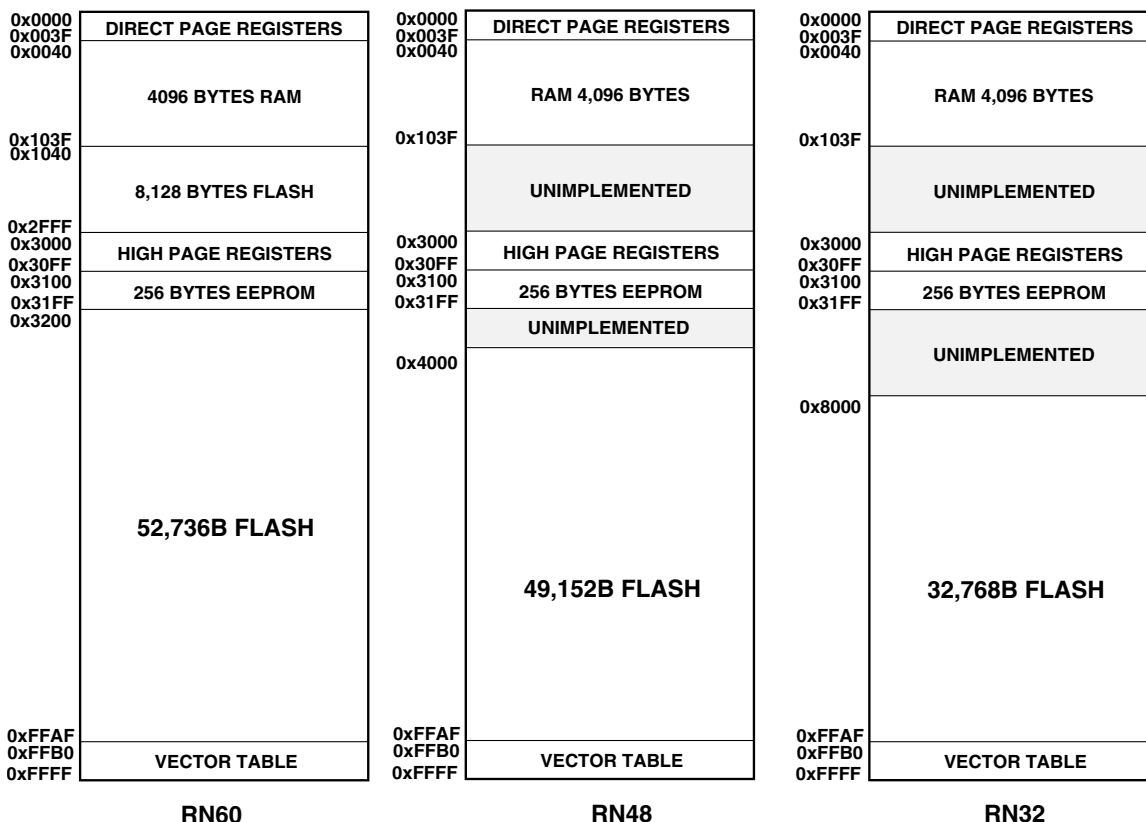 0x0000
DIRECT PAGE REGISTERS
0x003F
0x0040
4096 BYTES RAM
0x103F
0x1040
8,128 BYTES FLASH
0x2FFF
0x3000
HIGH PAGE REGISTERS
0x30FF
0x3100
256 BYTES EEPROM
0x31FF
0x3200
52,736B FLASH
0xFFAF
0xFFB0
VECTOR TABLE
0xFFFF
RN60
0x0000
DIRECT PAGE REGISTERS
0x003F
0x0040
RAM 4,096 BYTES
0x103F
UNIMPLEMENTED
0x3000
HIGH PAGE REGISTERS
0x30FF
0x3100
256 BYTES EEPROM
0x31FF
UNIMPLEMENTED
0x4000
49,152B FLASH
0xFFAF
0xFFB0
VECTOR TABLE
0xFFFF
RN48
0x0000
DIRECT PAGE REGISTERS
0x003F
0x0040
RAM 4,096 BYTES
0x103F
UNIMPLEMENTED
0x3000
HIGH PAGE REGISTERS
0x30FF
0x3100
256 BYTES EEPROM
0x31FF
UNIMPLEMENTED
0x8000
32,768B FLASH
0xFFAF
0xFFB0
VECTOR TABLE
0xFFFF
RN32